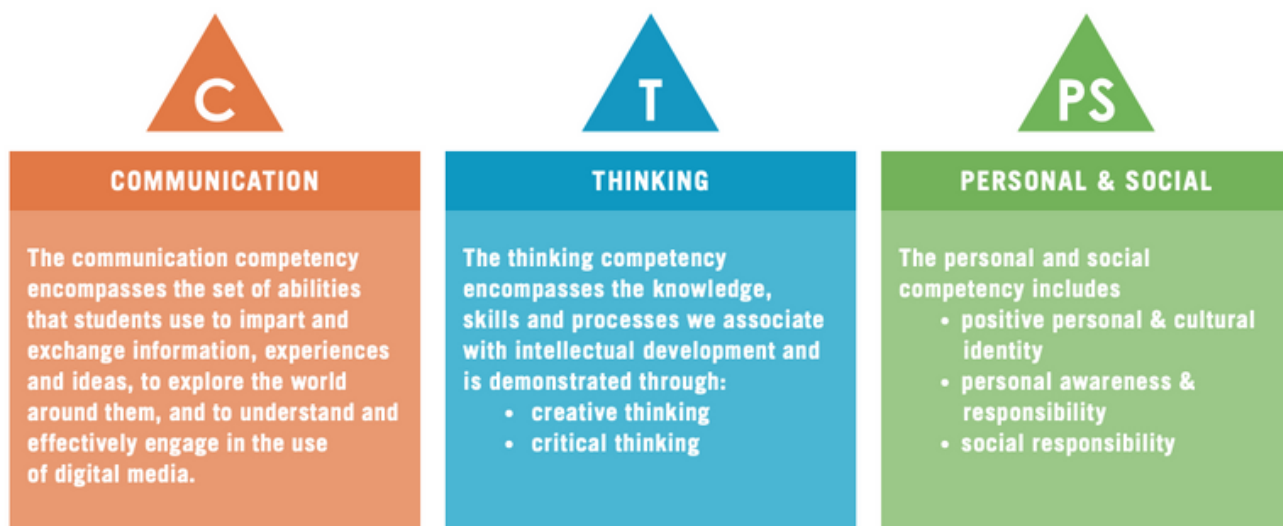 C
COMMUNICATION
The communication competency
encompasses the set of abilities
that students use to impart and
exchange information, experiences
and ideas, to explore the world
around them, and to understand and
effectively engage in the use
of digital media.
T
THINKING
The thinking competency
encompasses the knowledge,
skills and processes we associate
with intellectual development and
is demonstrated through:
• creative thinking
• critical thinking
PS
PERSONAL & SOCIAL
The personal and social
competency includes
• positive personal & cultural
identity
• personal awareness &
responsibility
• social responsibility